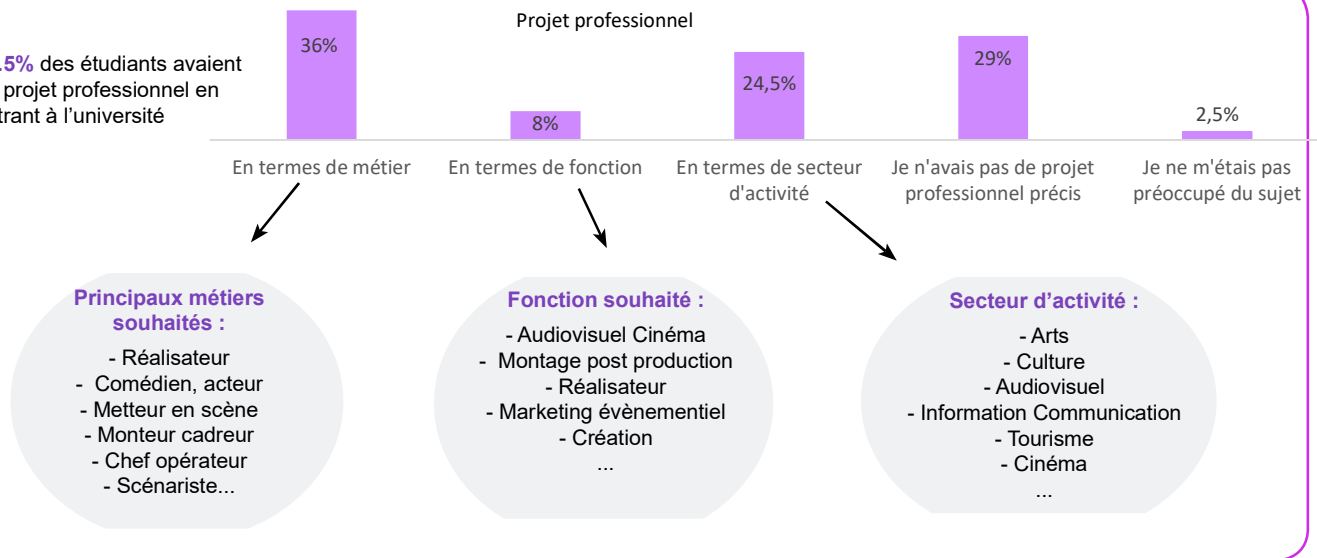 Projet professionnel
.5% des étudiants avaient
projet professionnel en
trant à l'université
36%
8%
24,5%
29%
2,5%
En termes de métier
En termes de fonction
En termes de secteur
d'activité
Je n'avais pas de projet
professionnel précis
Je ne m'étais pas
préoccupé du sujet
Principaux métiers
souhaités :
- Réalisateur
- Comédien, acteur
- Metteur en scène
- Monteur cadreur
- Chef opérateur
- Scénariste...
Fonction souhaité :
- Audiovisuel Cinéma
- Montage post production
- Réalisateur
- Marketing évènementiel
- Création
...
Secteur d’activité :
- Arts
- Culture
- Audiovisuel
- Information Communication
- Tourisme
- Cinéma
...